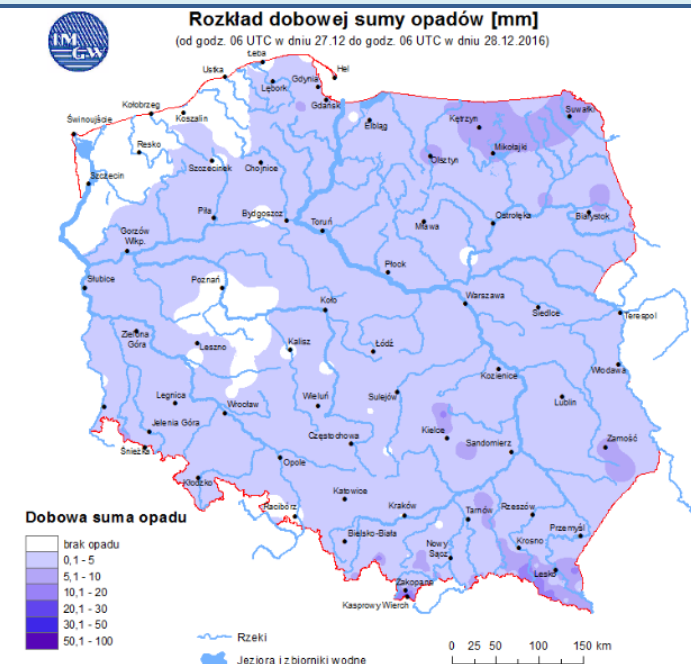 Rozkład dobowej sumy opadów [mm]
(od godz. 06 UTC w dniu 27.12 do godz. 06 UTC w dniu 28.12.2016)
IM
GW
Łeba
Hel
Ustka
Gdynia
Lębork
Gdańsk
Suwałki
Kołobrzeg
Koszalin
Świnoujście
Elbląg
Kętrzyn
Resko
Mikołajki
Olsztyn
Szczecinek
Chojnice
Szczecin
Piła
Bydgoszcz
Toruń
Mława
Ostrołęka
Białystok
Gorzów
Wlkp.
Płock
Słubice
Poznań
Koło
Warszawa
Siedlce
Terespol
Zielona
Góra
Leszno
Kalisz
Łódź
Kozienice
Włodawa
Legnica
Wieluń
Sulejów
Lublin
Wrocław
Jelenia Góra
Częstochowa
Kielce
Sandomierz
Zamość
Śnieżka
Opole
Kłodzko
Katowice
Racibórz
Kraków
Tarnów
Rzeszów
Przemyśl
Bielsko-Biała
Nowy
Sącz
Krosno
Lesko
Zakopane
Kasprowy Wierch
Dobowa suma opadu
brak opadu
0,1 - 5
5,1 - 10
10,1 - 20
20,1 - 30
30,1 - 50
50,1 - 100
Rzeki
Jeziora i zbiorniki wodne
0 25 50 100 150 km